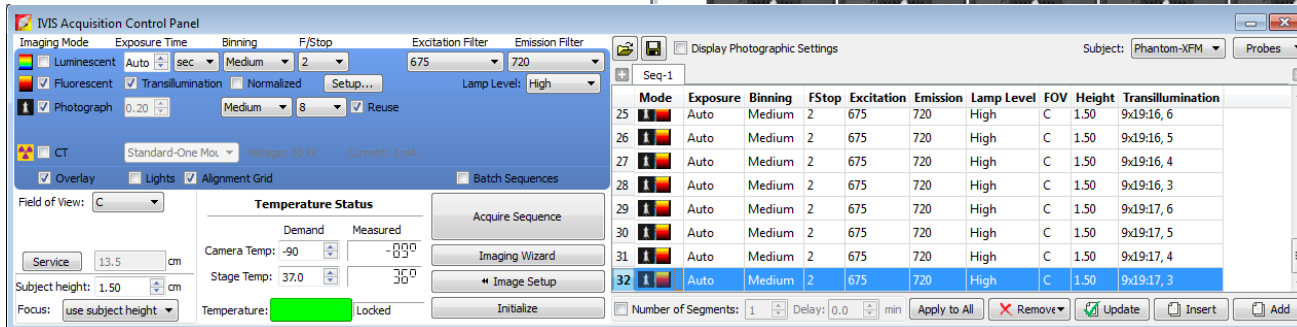 IVIS Acquisition Control Panel
Imaging Mode Exposure Time Binning F/Stop Excitation Filter Emission Filter
Luminescent Auto sec Medium 2 675 720
Fluorescent Transillumination Normalized Setup... Lamp Level: High
Photograph 0.20 Medium 8 Reuse
CT Standard-One Mou Voltage: 50 kV Current: 1 mA
Overlay Lights Alignment Grid Batch Sequences
Field of View: C
Service 13.5 cm
Subject height: 1.50 cm
Focus: use subject height
Temperature Status
Demand Measured
Camera Temp: -90 -89°
Stage Temp: 37.0 36°
Temperature: Locked
Acquire Sequence
Imaging Wizard
Image Setup
Initialize
Display Photographic Settings Subject: Phantom-XFM Probes
Seq-1
Mode Exposure Binning FStop Excitation Emission Lamp Level FOV Height Transillumination
25 Auto Medium 2 675 720 High C 1.50 9x19:16, 6
26 Auto Medium 2 675 720 High C 1.50 9x19:16, 5
27 Auto Medium 2 675 720 High C 1.50 9x19:16, 4
28 Auto Medium 2 675 720 High C 1.50 9x19:16, 3
29 Auto Medium 2 675 720 High C 1.50 9x19:17, 6
30 Auto Medium 2 675 720 High C 1.50 9x19:17, 5
31 Auto Medium 2 675 720 High C 1.50 9x19:17, 4
32 Auto Medium 2 675 720 High C 1.50 9x19:17, 3
Number of Segments: 1 Delay: 0.0 min Apply to All Remove Update Insert Add